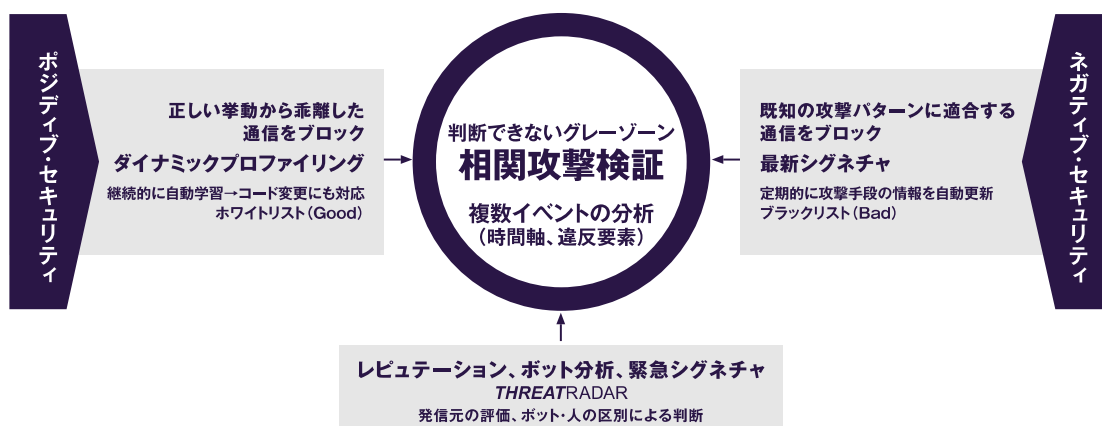 ポジディブ・セキュリティ
正しい挙動から乖離した
通信をブロック
ダイナミックプロファイリング
継続的に自動学習→コード変更にも対応
ホワイトリスト（Good）
判断できないグレーゾーン
相関攻撃検証
複数イベントの分析
（時間軸、違反要素）
既知の攻撃パターンに適合する
通信をブロック
最新シグネチャ
定期的に攻撃手段の情報を自動更新
ブラックリスト（Bad）
ネガティブ・セキュリティ
レピュテーション、ボット分析、緊急シグネチャ
THREATRADAR
発信元の評価、ボット・人の区別による判断